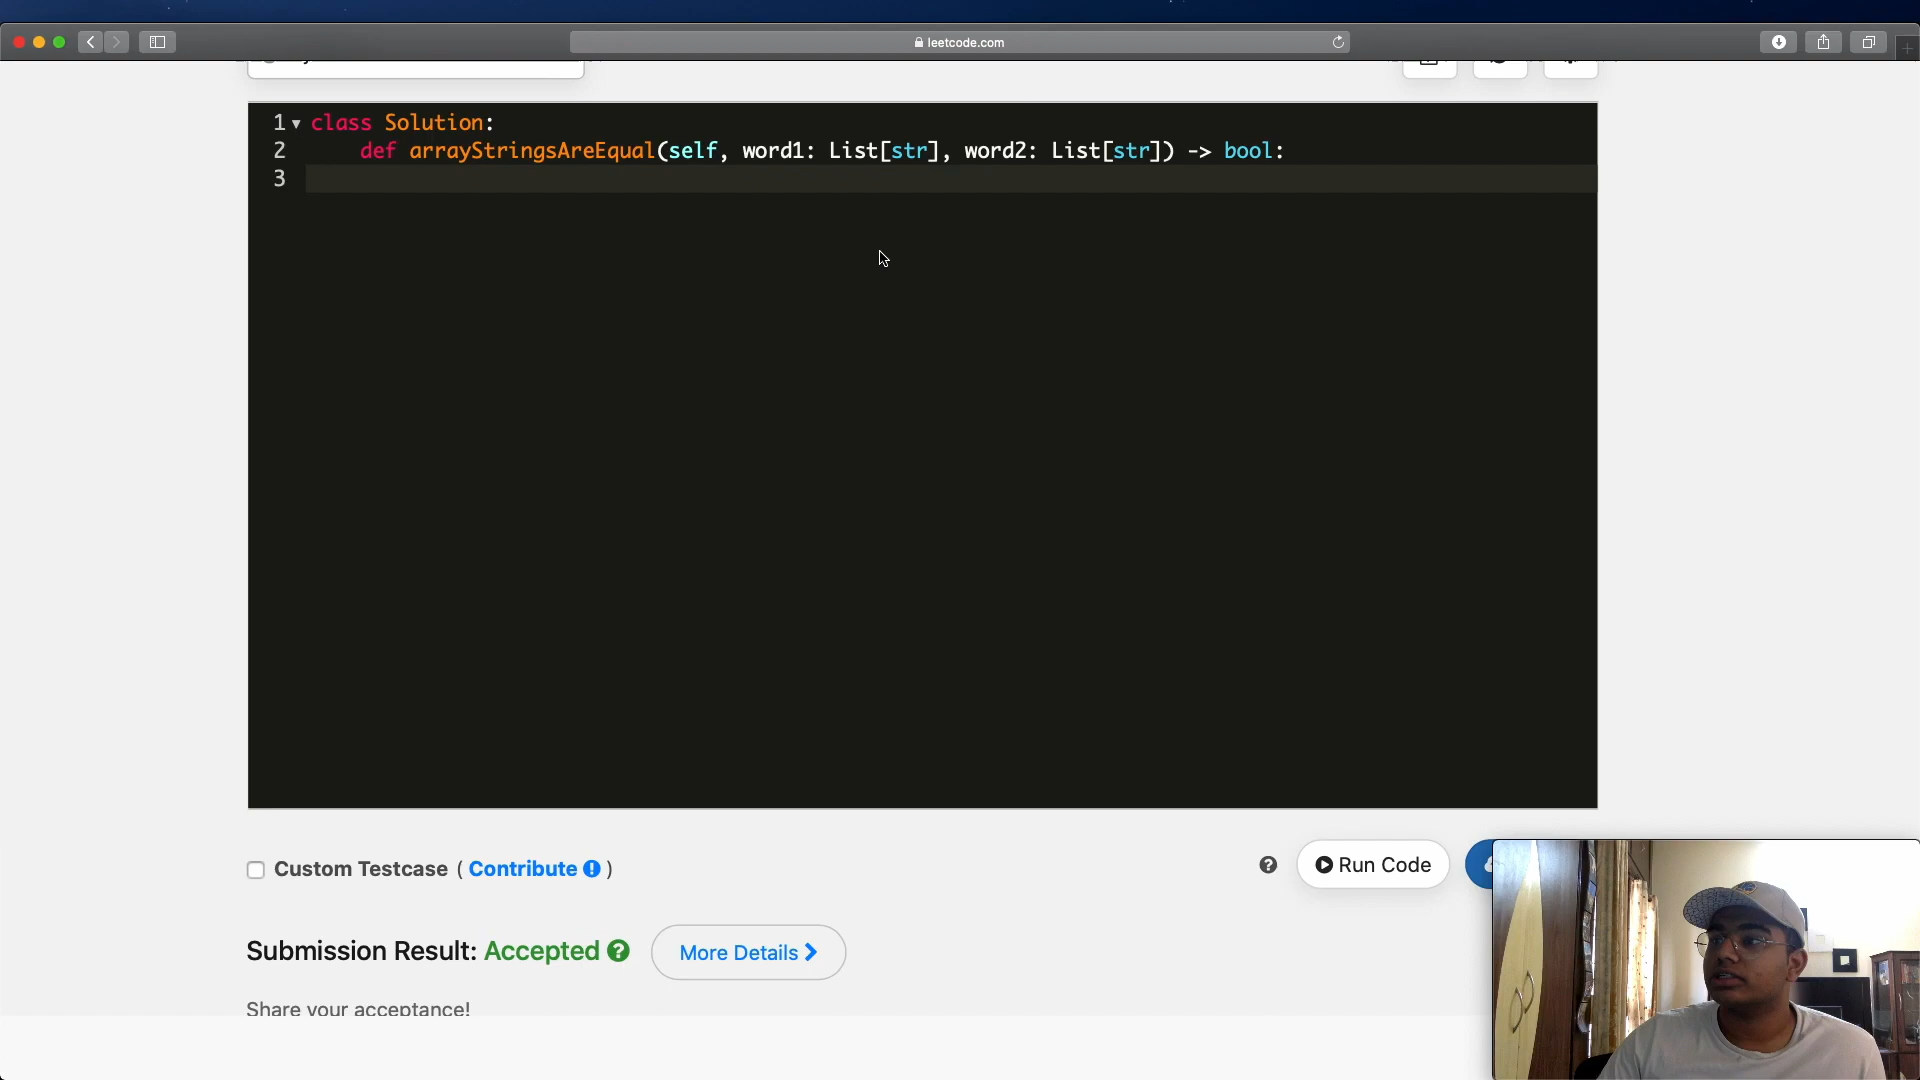 leetcode.com
1 class Solution:
2 def arrayStringsAreEqual(self, word1: List[str], word2: List[str]) -> bool:
3
Custom Testcase ( Contribute )
Run Code
Submission Result: Accepted
More Details
Share your acceptance!